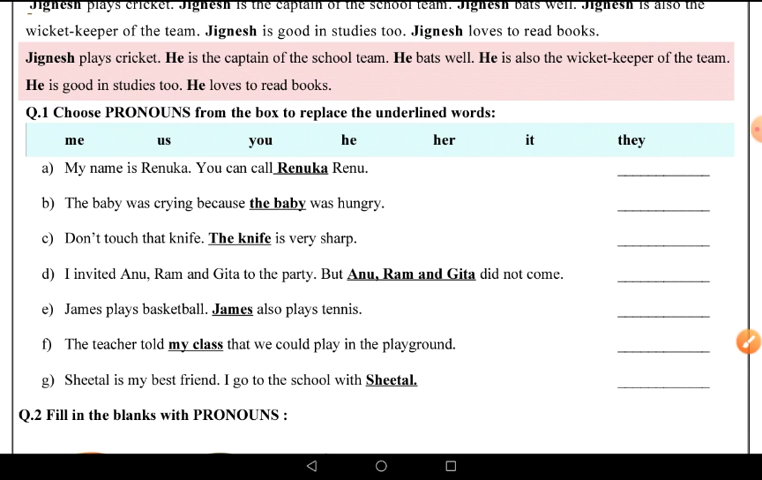 Jignesh plays cricket. Jignesh is the captain of the school team. Jignesh bats well. Jignesh is also the
wicket-keeper of the team. Jignesh is good in studies too. Jignesh loves to read books.
Jignesh plays cricket. He is the captain of the school team. He bats well. He is also the wicket-keeper of the team.
He is good in studies too. He loves to read books.
Q.1 Choose PRONOUNS from the box to replace the underlined words:
me us you he her it they
a) My name is Renuka. You can call Renuka Renu. ____________
b) The baby was crying because the baby was hungry. ____________
c) Don’t touch that knife. The knife is very sharp. ____________
d) I invited Anu, Ram and Gita to the party. But Anu, Ram and Gita did not come. ____________
e) James plays basketball. James also plays tennis. ____________
f) The teacher told my class that we could play in the playground. ____________
g) Sheetal is my best friend. I go to the school with Sheetal. ____________
Q.2 Fill in the blanks with PRONOUNS :